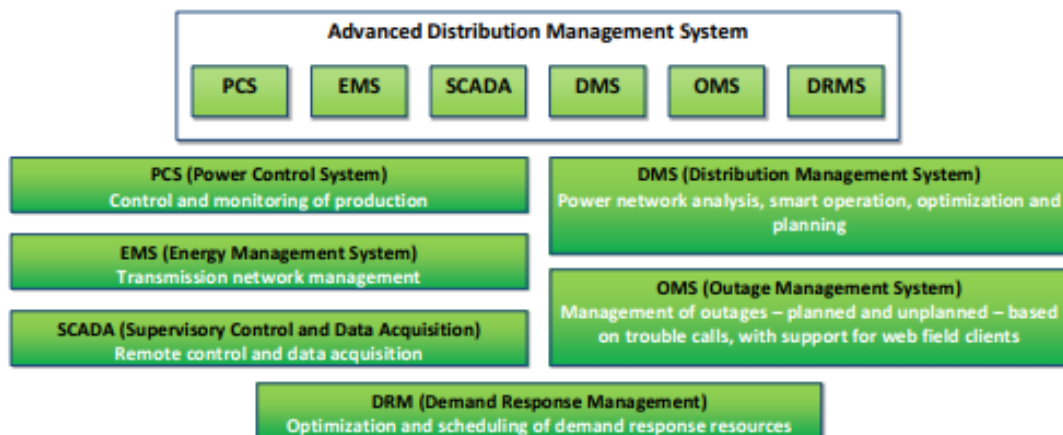 Advanced Distribution Management System
PCS EMS SCADA DMS OMS DRMS
PCS (Power Control System)
Control and monitoring of production
EMS (Energy Management System)
Transmission network management
SCADA (Supervisory Control and Data Acquisition)
Remote control and data acquisition
DMS (Distribution Management System)
Power network analysis, smart operation, optimization and
planning
OMS (Outage Management System)
Management of outages – planned and unplanned – based
on trouble calls, with support for web field clients
DRM (Demand Response Management)
Optimization and scheduling of demand response resources